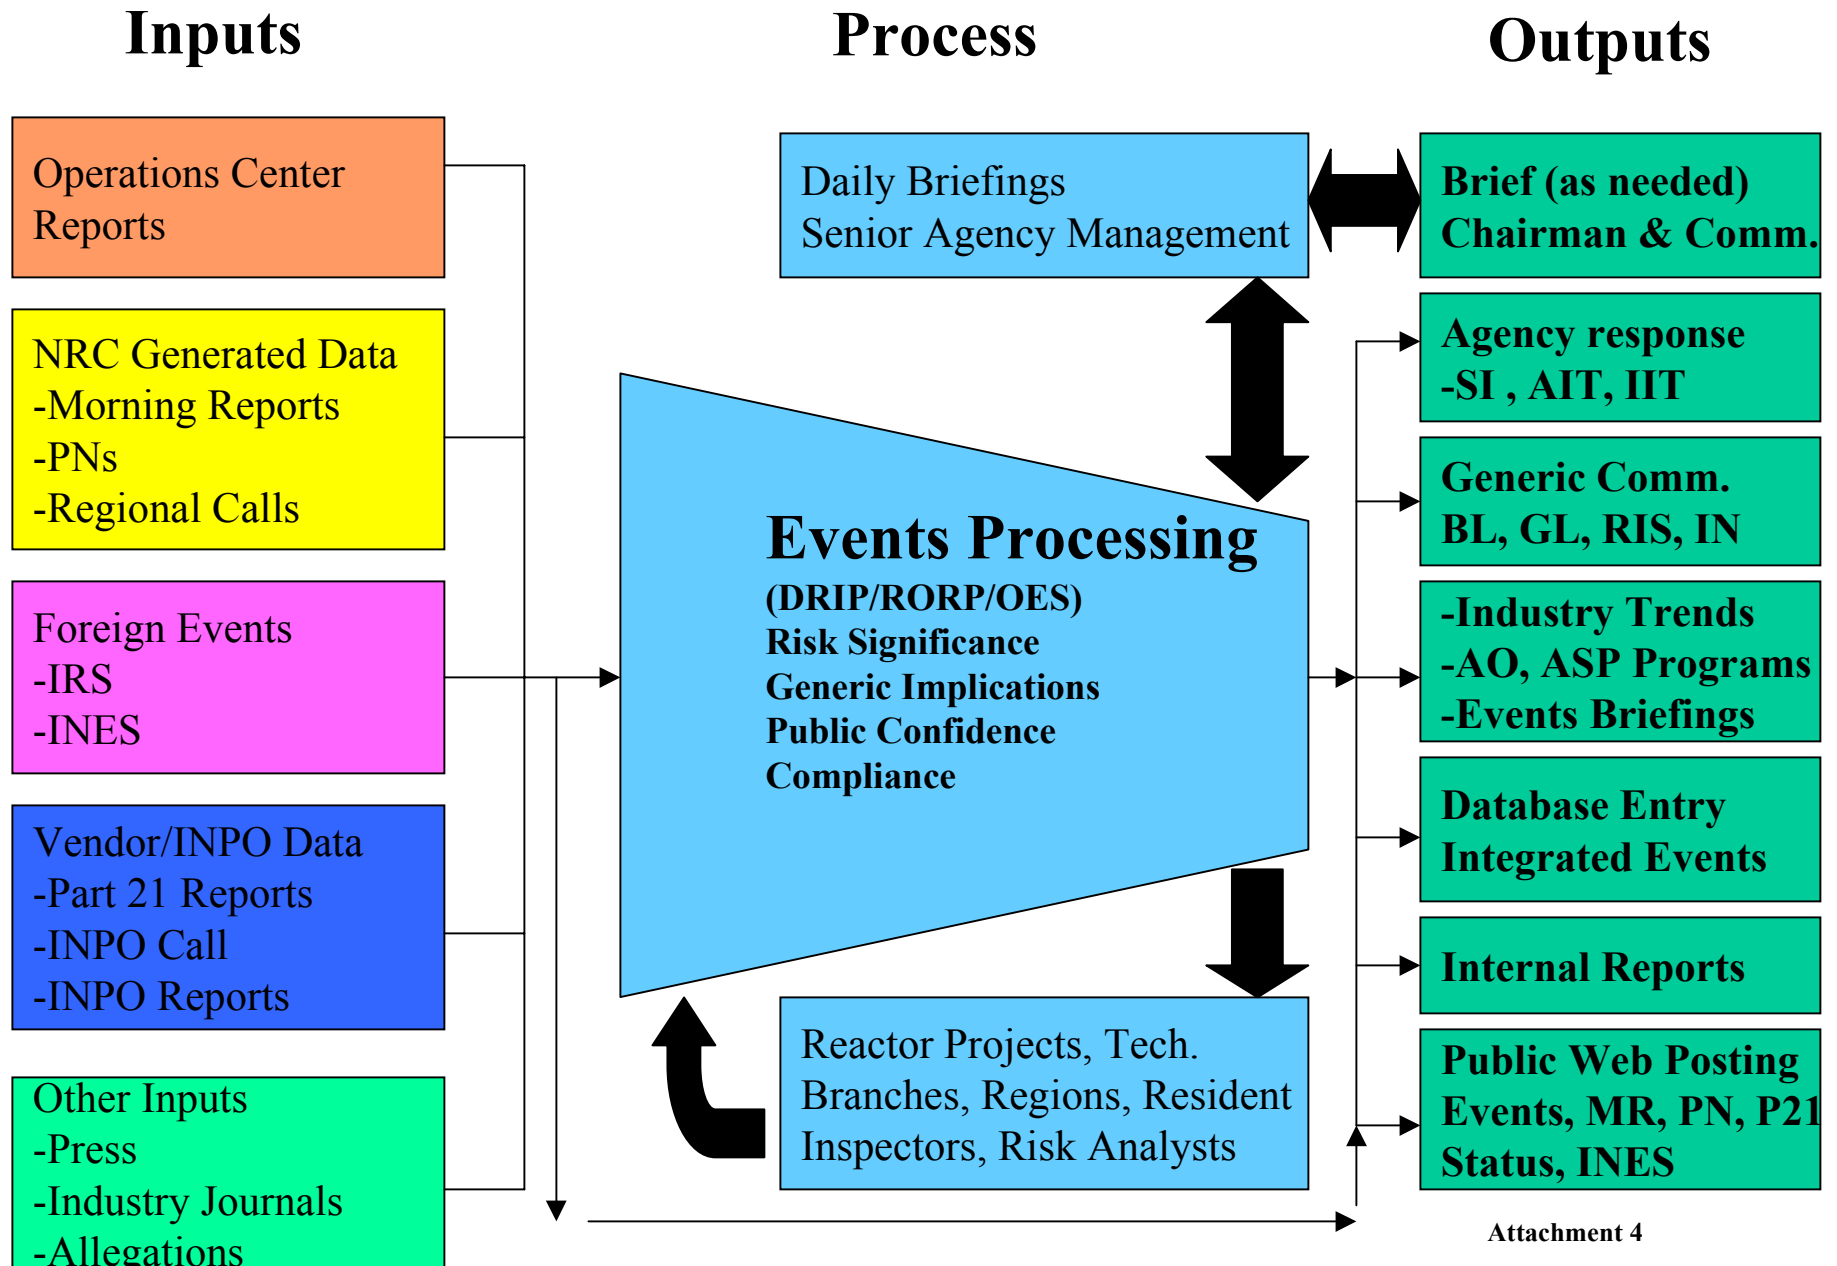 Inputs
Process
Outputs
Operations Center
Reports
NRC Generated Data
-Morning Reports
-PNs
-Regional Calls
Foreign Events
-IRS
-INES
Vendor/INPO Data
-Part 21 Reports
-INPO Call
-INPO Reports
Other Inputs
-Press
-Industry Journals
-Allegations
Daily Briefings
Senior Agency Management
Events Processing
(DRIP/RORP/OES)
Risk Significance
Generic Implications
Public Confidence
Compliance
Reactor Projects, Tech.
Branches, Regions, Resident
Inspectors, Risk Analysts
Brief (as needed)
Chairman & Comm.
Agency response
-SI , AIT, IIT
Generic Comm.
BL, GL, RIS, IN
-Industry Trends
-AO, ASP Programs
-Events Briefings
Database Entry
Integrated Events
Internal Reports
Public Web Posting
Events, MR, PN, P21
Status, INES
Attachment 4